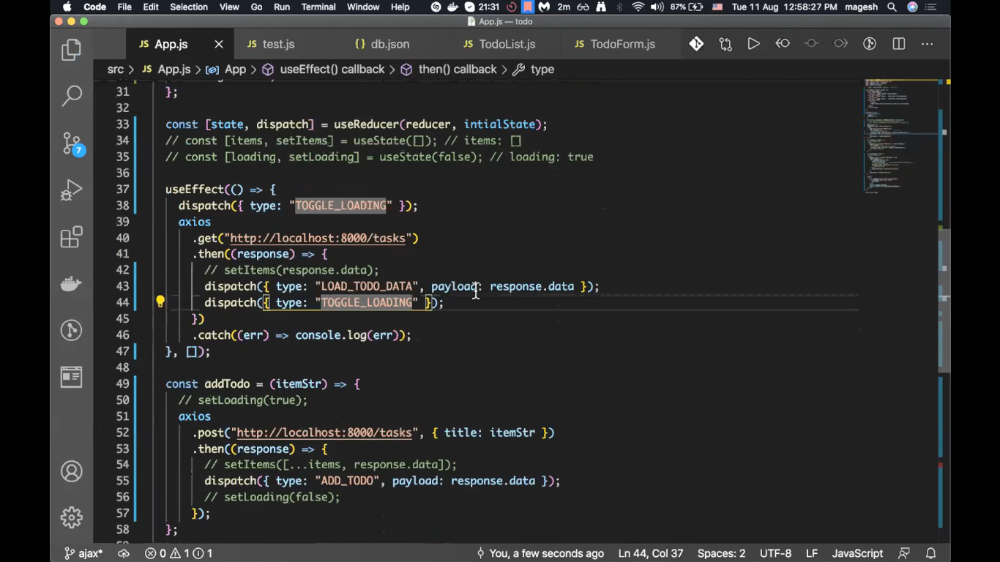 Code File Edit Selection View Go Run Terminal Window Help 21:31 2m 87% Tue 11 Aug 12:58:27 PM magesh
App.js — todo
JS App.js JS test.js {} db.json JS TodoList.js JS TodoForm.js
src > JS App.js > App > useEffect() callback > then() callback > type
31 };
32
33 const [state, dispatch] = useReducer(reducer, intialState);
34 // const [items, setItems] = useState([]); // items: []
35 // const [loading, setLoading] = useState(false); // loading: true
36
37 useEffect(() => {
38 dispatch({ type: "TOGGLE_LOADING" });
39 axios
40 .get("http://localhost:8000/tasks")
41 .then((response) => {
42 // setItems(response.data);
43 dispatch({ type: "LOAD_TODO_DATA", payload: response.data });
44 dispatch({ type: "TOGGLE_LOADING" });
45 })
46 .catch((err) => console.log(err));
47 }, []);
48
49 const addTodo = (itemStr) => {
50 // setLoading(true);
51 axios
52 .post("http://localhost:8000/tasks", { title: itemStr })
53 .then((response) => {
54 // setItems([...items, response.data]);
55 dispatch({ type: "ADD_TODO", payload: response.data });
56 // setLoading(false);
57 });
58 };
7
ajax* 0 1 1 You, a few seconds ago Ln 44, Col 37 Spaces: 2 UTF-8 LF JavaScript